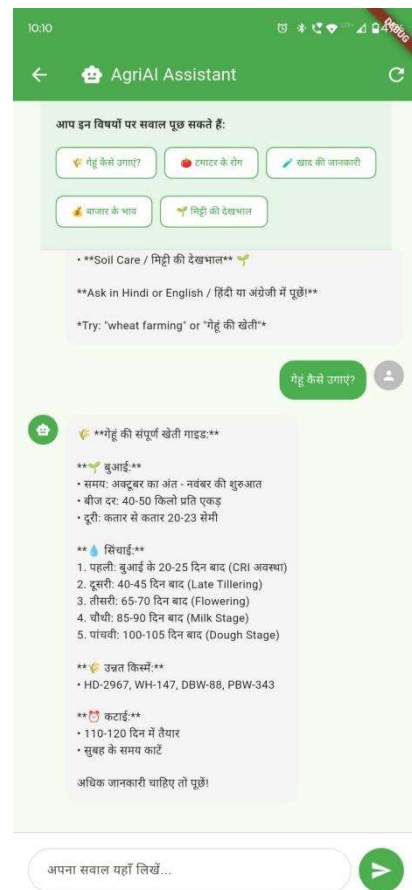 10:10
DEBUG
AgriAI Assistant
आप इन विषयों पर सवाल पूछ सकते हैं:
🌾 गेहूं कैसे उगाएं?
🍅 टमाटर के रोग
🧪 खाद की जानकारी
💰 बाजार के भाव
🌱 मिट्टी की देखभाल
• **Soil Care / मिट्टी की देखभाल** 🌱
**Ask in Hindi or English / हिंदी या अंग्रेजी में पूछें!**
*Try: "wheat farming" or "गेहूं की खेती"*
गेहूं कैसे उगाएं?
🌾 **गेहूं की संपूर्ण खेती गाइड:**
**🌱 बुआई:**
• समय: अक्टूबर का अंत - नवंबर की शुरुआत
• बीज दर: 40-50 किलो प्रति एकड़
• दूरी: कतार से कतार 20-23 सेमी
**💧 सिंचाई:**
1. पहली: बुआई के 20-25 दिन बाद (CRI अवस्था)
2. दूसरी: 40-45 दिन बाद (Late Tillering)
3. तीसरी: 65-70 दिन बाद (Flowering)
4. चौथी: 85-90 दिन बाद (Milk Stage)
5. पांचवी: 100-105 दिन बाद (Dough Stage)
**🌾 उन्नत किस्में:**
• HD-2967, WH-147, DBW-88, PBW-343
**⏰ कटाई:**
• 110-120 दिन में तैयार
• सुबह के समय काटें
अधिक जानकारी चाहिए तो पूछें!
अपना सवाल यहाँ लिखें...